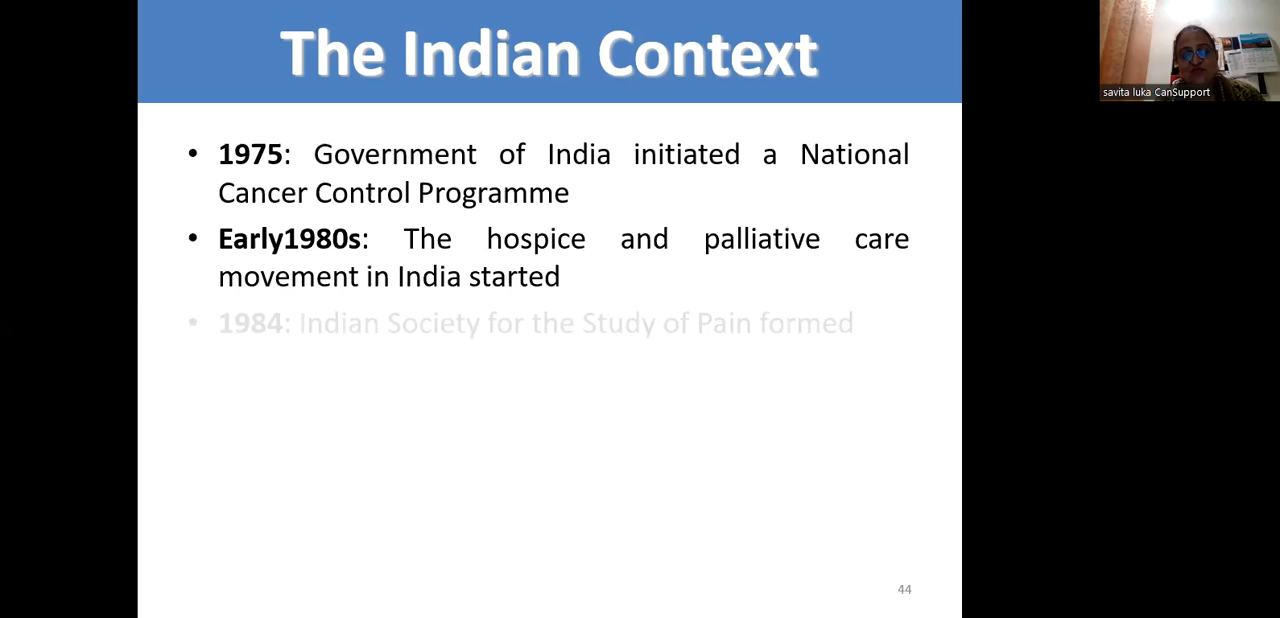 The Indian Context
savita luka CanSupport
• 1975: Government of India initiated a National
Cancer Control Programme
• Early1980s: The hospice and palliative care
movement in India started
• 1984: Indian Society for the Study of Pain formed
44